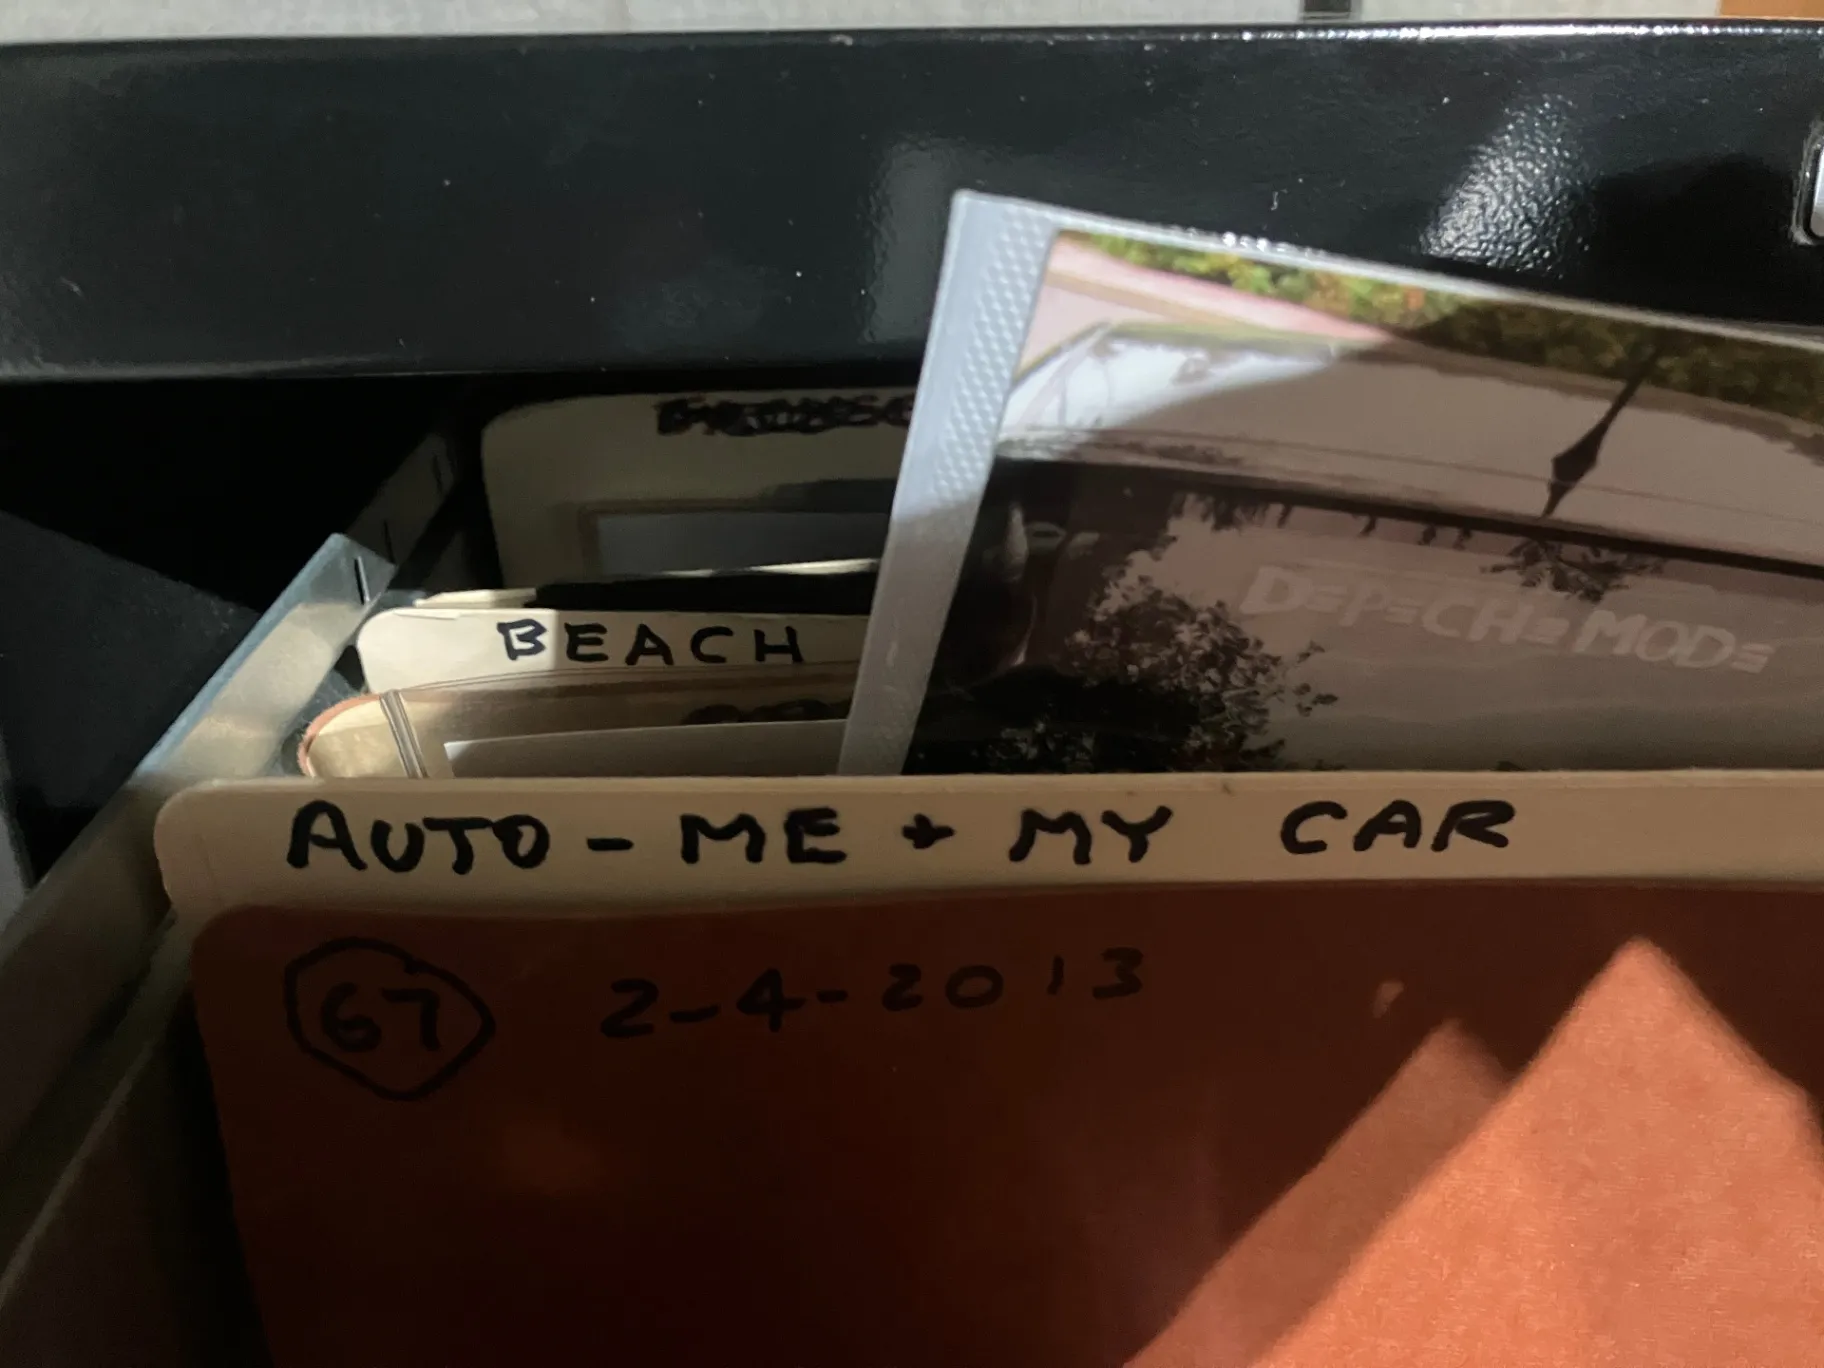 BEACH
DEPECHE MODE
AUTO - ME + MY CAR
67 2-4-2013